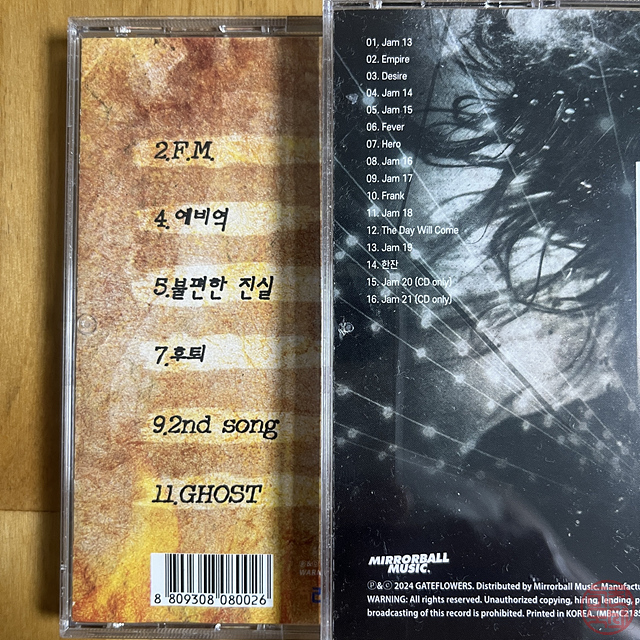 2.F.M.
4.예비역
5.불편한 진실
7.후퇴
9.2nd song
11.GHOST
8 809308 080026
01. Jam 13
02. Empire
03. Desire
04. Jam 14
05. Jam 15
06. Fever
07. Hero
08. Jam 16
09. Jam 17
10. Frank
11. Jam 18
12. The Day Will Come
13. Jam 19
14. 한잔
15. Jam 20 (CD only)
16. Jam 21 (CD only)
MIRRORBALL
MUSIC.
Ⓟ&Ⓒ 2024 GATEFLOWERS. Distributed by Mirrorball Music. Manufactu
WARNING: All rights reserved. Unauthorized copying, hiring, lending, p
broadcasting of this record is prohibited. Printed in KOREA. (MBMC2185